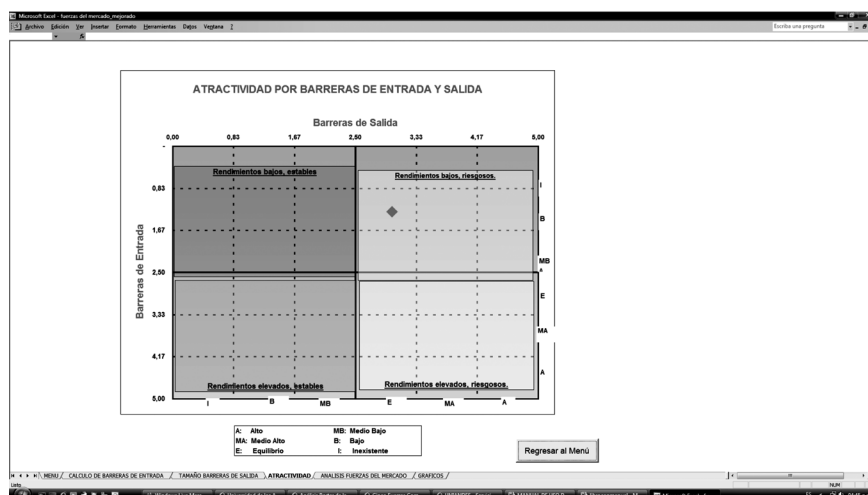 Microsoft Excel - fuerzas del mercado_mejorado
Archivo Edición Ver Insertar Formato Herramientas Datos Ventana ?
Escriba una pregunta
fx
ATRACTIVIDAD POR BARRERAS DE ENTRADA Y SALIDA
Barreras de Salida
0,00 0,83 1,67 2,50 3,33 4,17 5,00
-
Rendimientos bajos, estables
Rendimientos bajos, riesgosos.
0,83
I
B
1,67
MB
A
2,50
Barreras de Entrada
E
3,33
MA
4,17
A
Rendimientos elevados, estables
Rendimientos elevados, riesgosos.
5,00
I B MB E MA A
A: Alto MB: Medio Bajo
MA: Medio Alto B: Bajo
E: Equilibrio I: Inexistente
Regresar al Menú
MENU / CALCULO DE BARRERAS DE ENTRADA / TAMAÑO BARRERAS DE SALIDA \ ATRACTIVIDAD / ANALISIS FUERZAS DEL MERCADO / GRAFICOS /
Listo
NUM